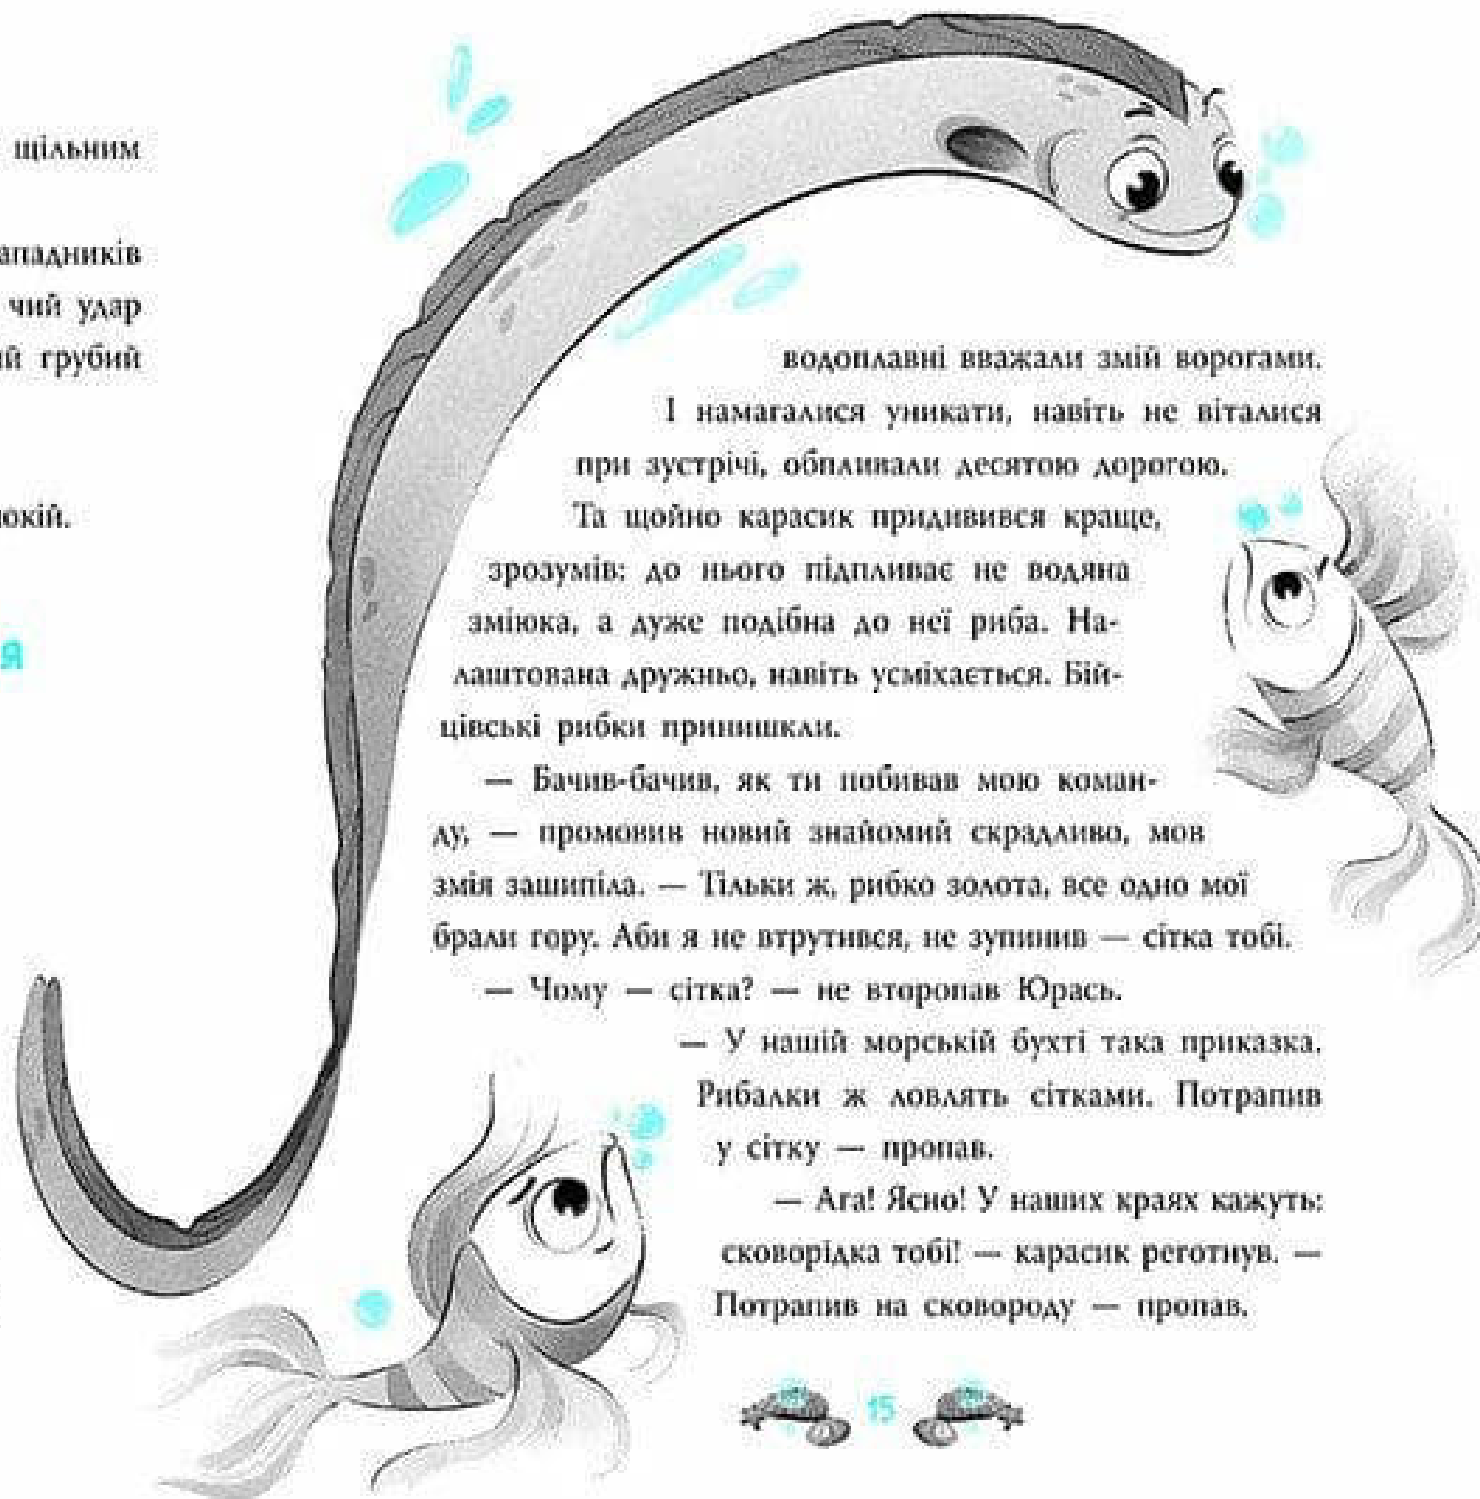 щільним
ападників
чий удар
ий грубий
окій.
я
водоплавні вважали змій ворогами.
І намагалися уникати, навіть не віталися
при зустрічі, обпливали десятою дорогою.
Та щойно карасик придивився краще,
зрозумів: до нього підпливає не водяна
зміюка, а дуже подібна до неї риба. На-
лаштована дружньо, навіть усміхається. Бій-
цівські рибки принишкли.
— Бачив-бачив, як ти побивав мою коман-
ду, — промовив новий знайомий скрадливо, мов
змія зашипіла. — Тільки ж, рибко золота, все одно мої
брали гору. Аби я не втрутився, не зупинив — сітка тобі.
— Чому — сітка? — не второпав Юрась.
— У нашій морській бухті така приказка.
Рибалки ж ловлять сітками. Потрапив
у сітку — пропав.
— Ага! Ясно! У наших краях кажуть:
сковорідка тобі! — карасик реготнув. —
Потрапив на сковороду — пропав.
15